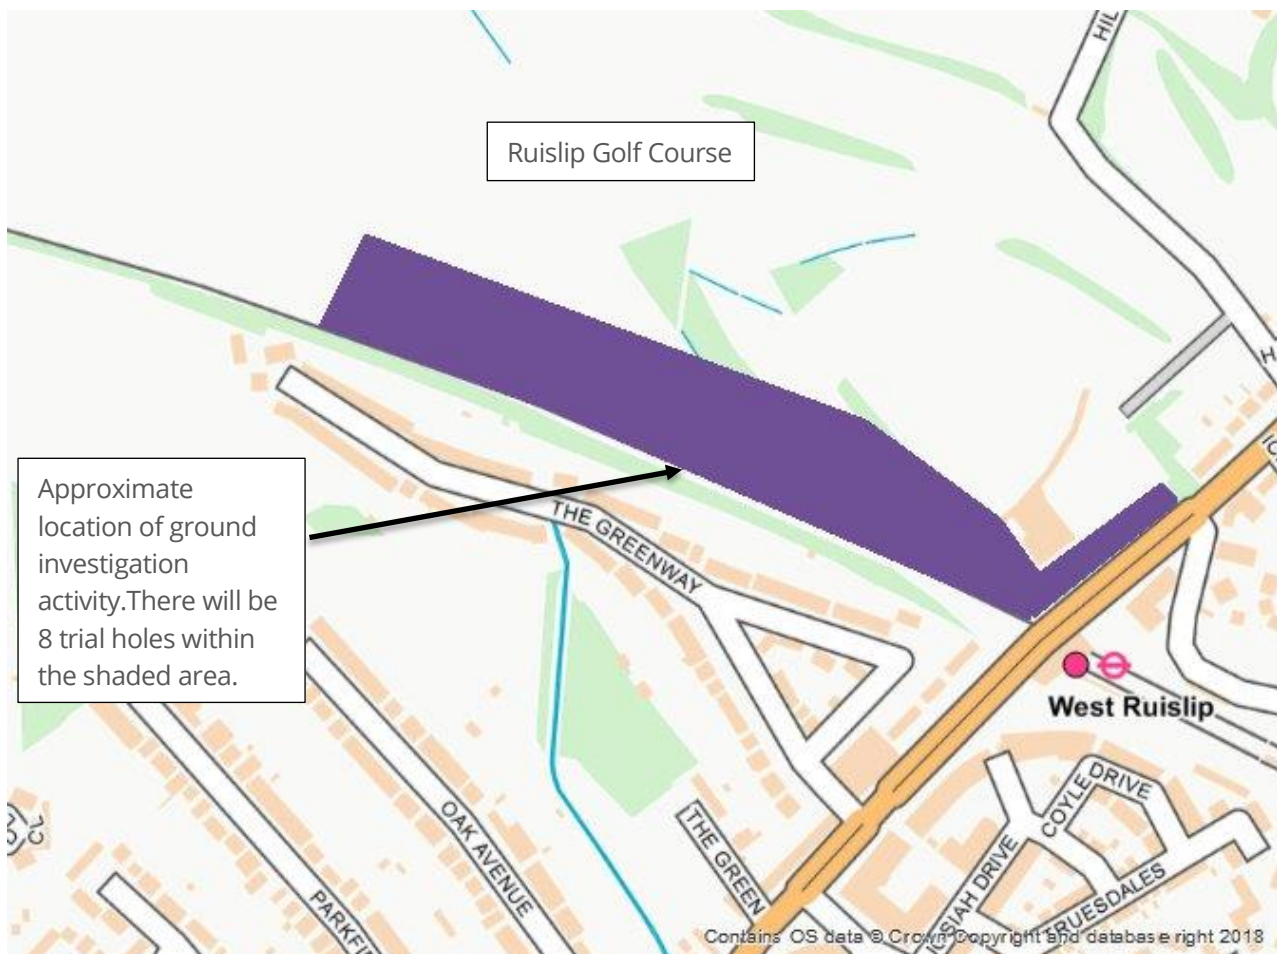 HIL
Ruislip Golf Course
H
Approximate
location of ground
investigation
activity.There will be
8 trial holes within
the shaded area.
THE GREENWAY
West Ruislip
OAK AVENUE
THE GREEN
COYLE DRIVE
TRUESDALES
Contains OS data © Crown Copyright and database right 2018